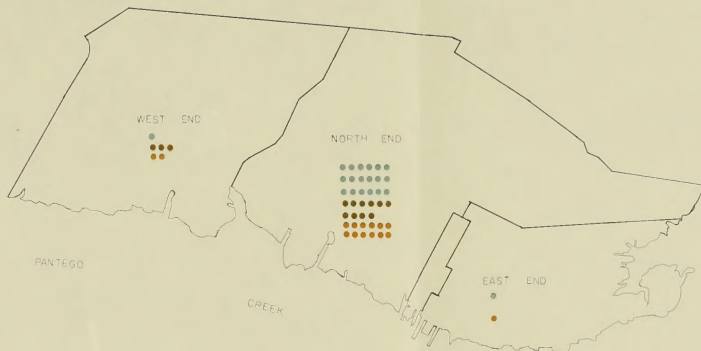 WEST END
NORTH END
PANTEGO
CREEK
EAST END